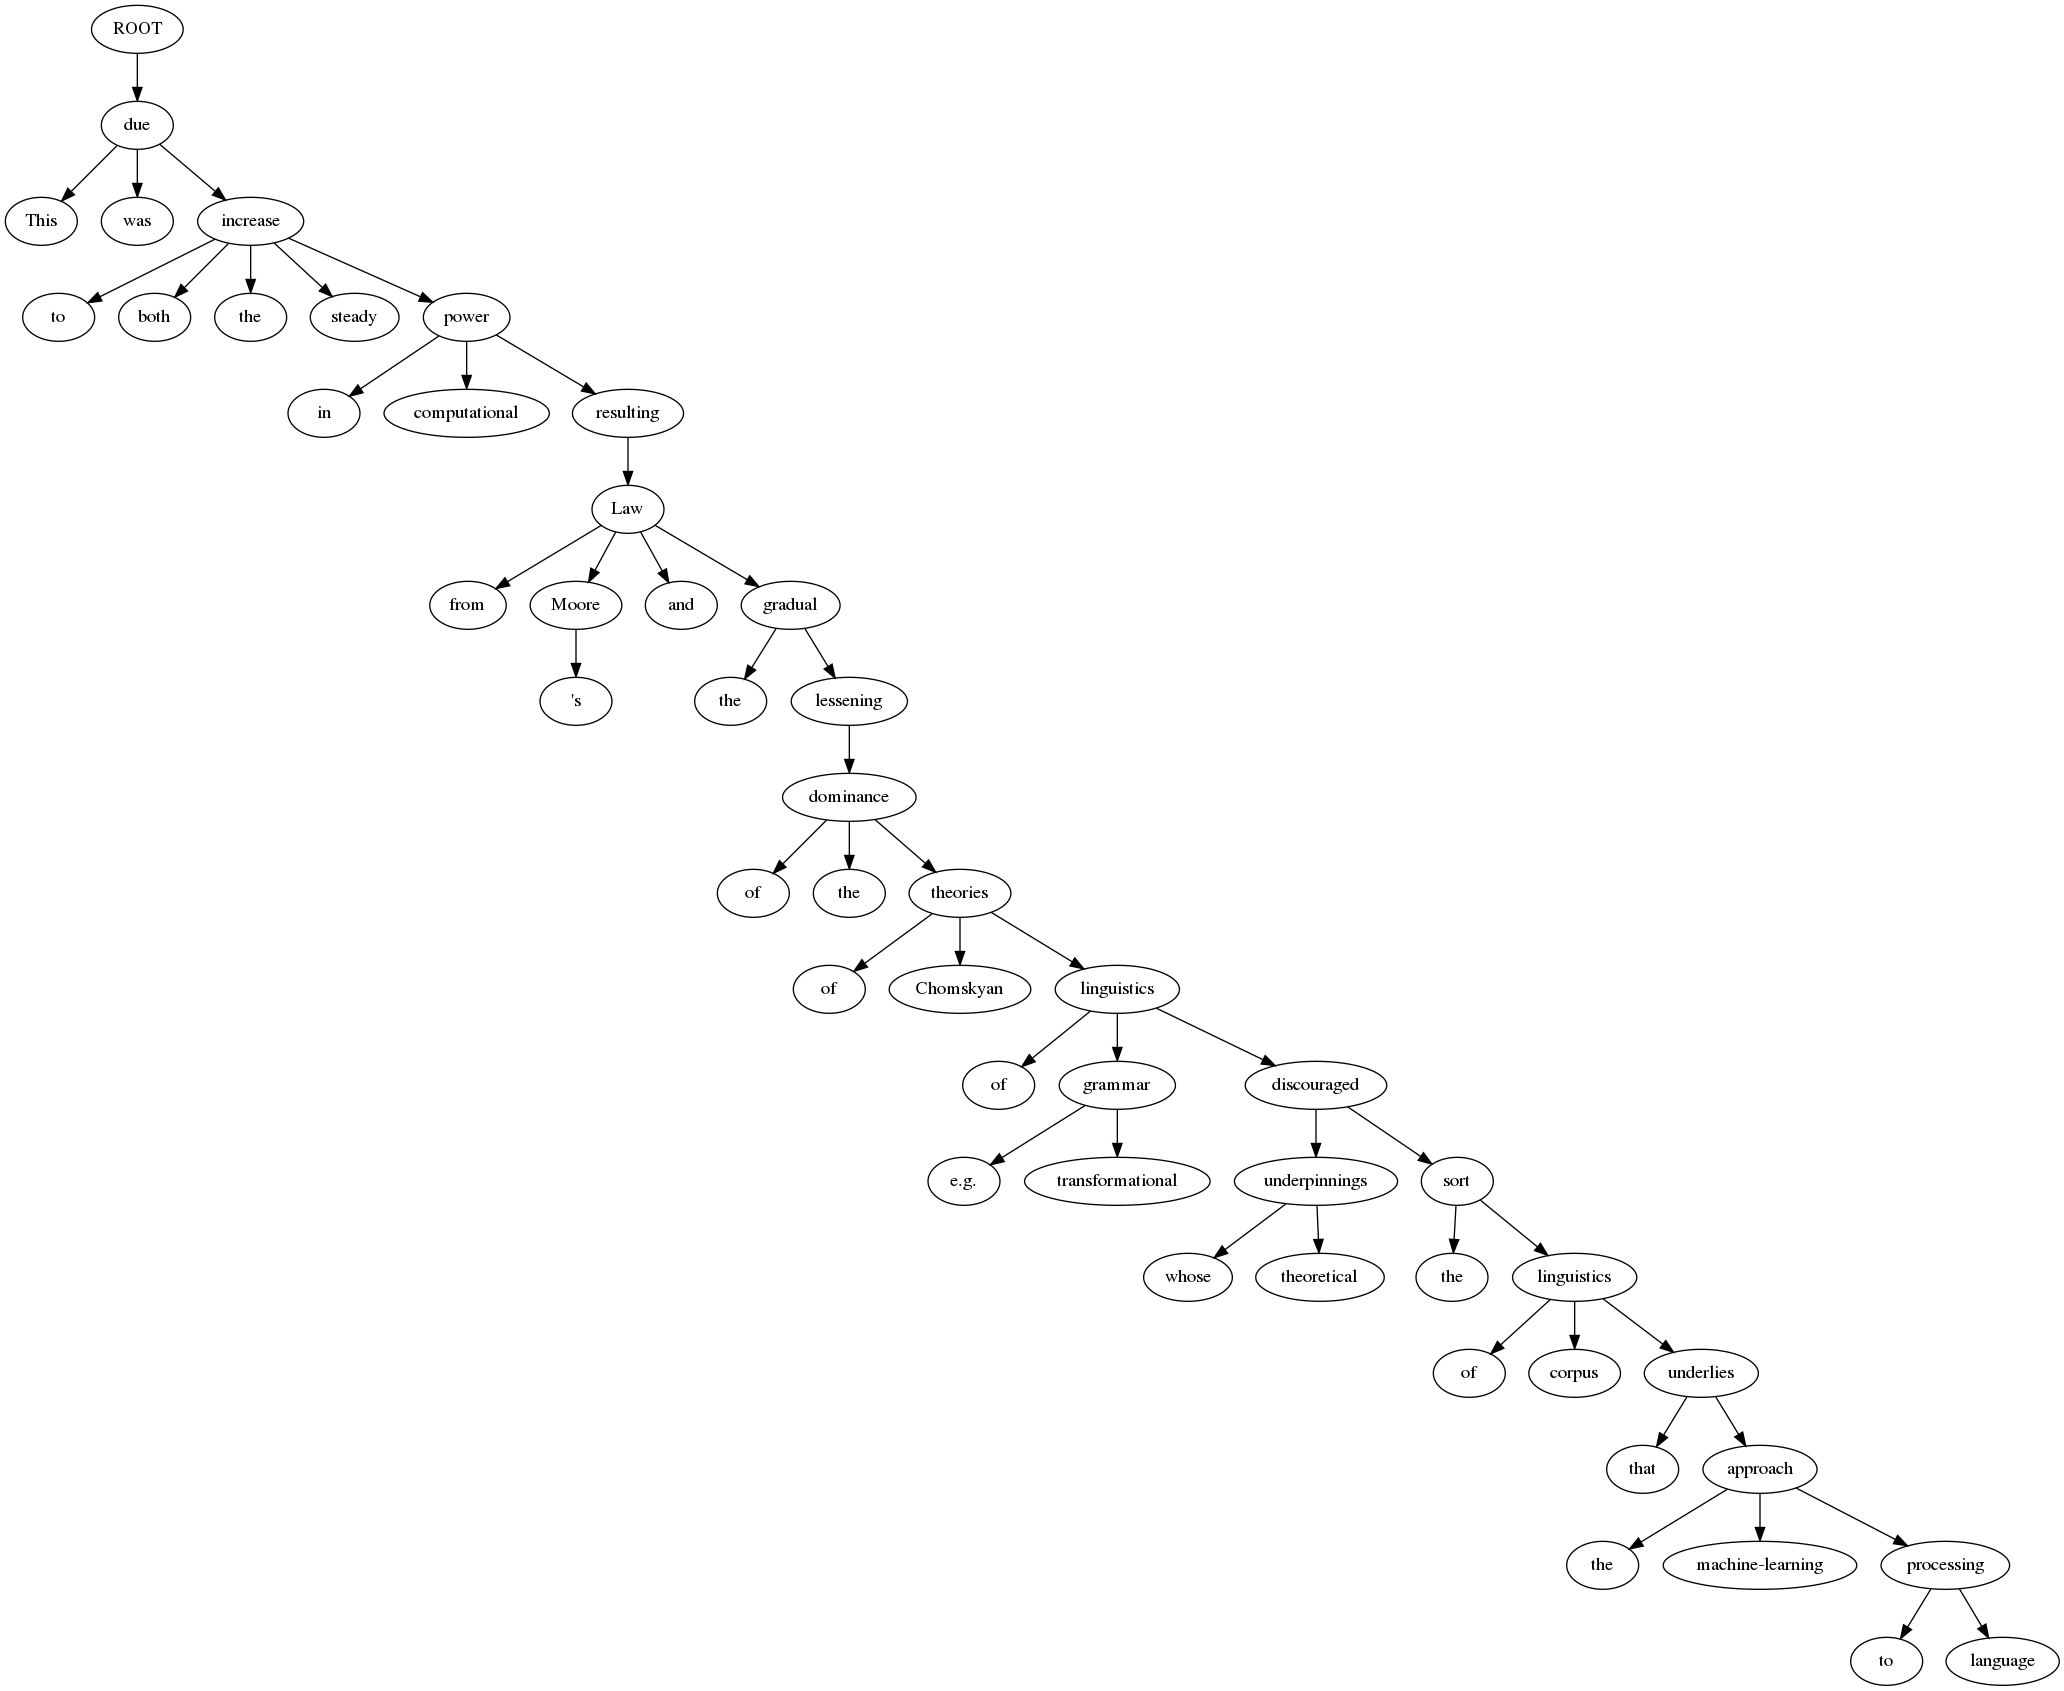 ROOT
due
This was increase
to both the steady power
in computational resulting
Law
from Moore and gradual
's the lessening
dominance
of the theories
of Chomskyan linguistics
of grammar discouraged
e.g. transformational underpinnings sort
whose theoretical the linguistics
of corpus underlies
that approach
the machine-learning processing
to language